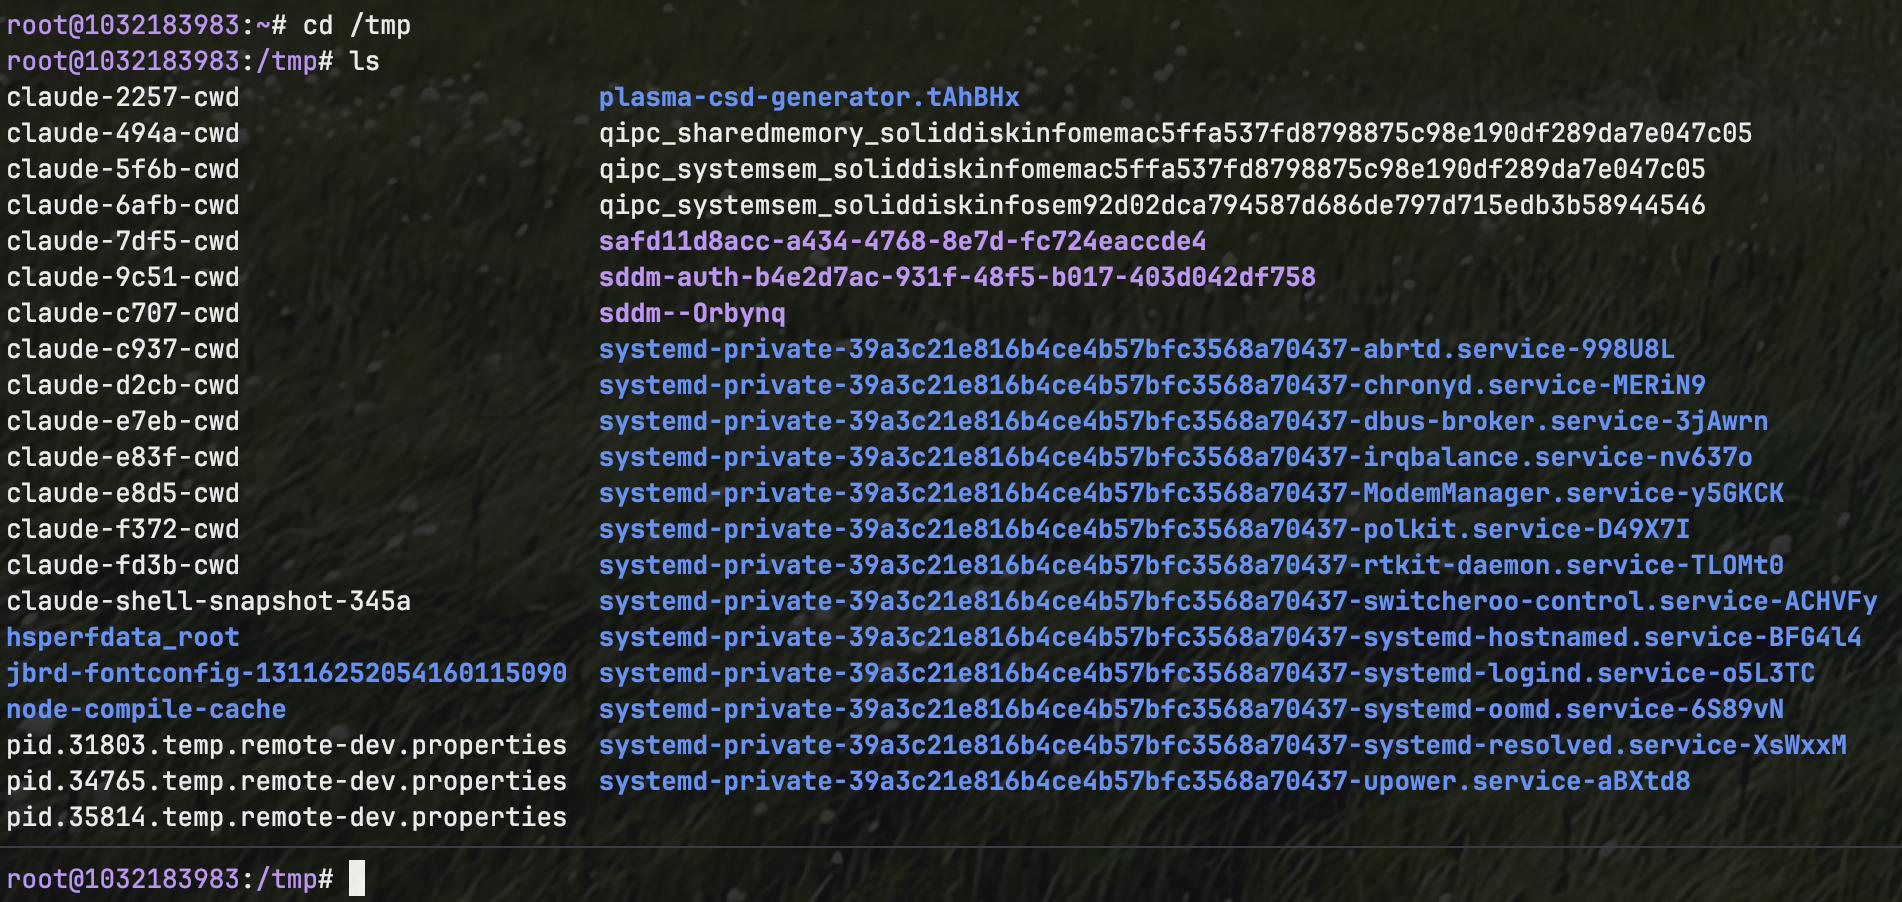 root@1032183983:~# cd /tmp
root@1032183983:/tmp# ls
claude-2257-cwd plasma-csd-generator.tAhBHx
claude-494a-cwd qipc_sharedmemory_soliddiskinfomemac5ffa537fd8798875c98e190df289da7e047c05
claude-5f6b-cwd qipc_systemsem_soliddiskinfomemac5ffa537fd8798875c98e190df289da7e047c05
claude-6afb-cwd qipc_systemsem_soliddiskinfosem92d02dca794587d686de797d715edb3b58944546
claude-7df5-cwd safd11d8acc-a434-4768-8e7d-fc724eaccde4
claude-9c51-cwd sddm-auth-b4e2d7ac-931f-48f5-b017-403d042df758
claude-c707-cwd sddm--Orbynq
claude-c937-cwd systemd-private-39a3c21e816b4ce4b57bfc3568a70437-abrtd.service-998U8L
claude-d2cb-cwd systemd-private-39a3c21e816b4ce4b57bfc3568a70437-chronyd.service-MERiN9
claude-e7eb-cwd systemd-private-39a3c21e816b4ce4b57bfc3568a70437-dbus-broker.service-3jAwrn
claude-e83f-cwd systemd-private-39a3c21e816b4ce4b57bfc3568a70437-irqbalance.service-nv637o
claude-e8d5-cwd systemd-private-39a3c21e816b4ce4b57bfc3568a70437-ModemManager.service-y5GKCK
claude-f372-cwd systemd-private-39a3c21e816b4ce4b57bfc3568a70437-polkit.service-D49X7I
claude-fd3b-cwd systemd-private-39a3c21e816b4ce4b57bfc3568a70437-rtkit-daemon.service-TLOMt0
claude-shell-snapshot-345a systemd-private-39a3c21e816b4ce4b57bfc3568a70437-switcheroo-control.service-ACHVFy
hsperfdata_root systemd-private-39a3c21e816b4ce4b57bfc3568a70437-systemd-hostnamed.service-BFG4l4
jbrd-fontconfig-13116252054160115090 systemd-private-39a3c21e816b4ce4b57bfc3568a70437-systemd-logind.service-o5L3TC
node-compile-cache systemd-private-39a3c21e816b4ce4b57bfc3568a70437-systemd-oomd.service-6S89vN
pid.31803.temp.remote-dev.properties systemd-private-39a3c21e816b4ce4b57bfc3568a70437-systemd-resolved.service-XsWxxM
pid.34765.temp.remote-dev.properties systemd-private-39a3c21e816b4ce4b57bfc3568a70437-upower.service-aBXtd8
pid.35814.temp.remote-dev.properties
root@1032183983:/tmp#